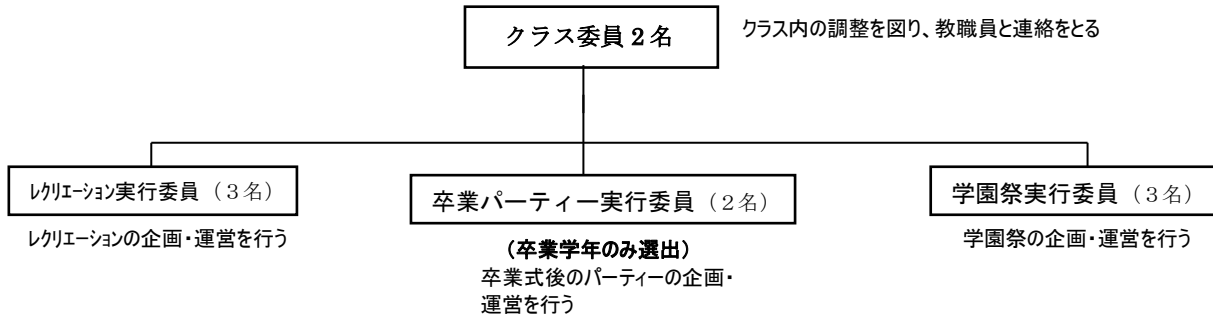 クラス委員2名
クラス内の調整を図り、教職員と連絡をとる
ﾚｸﾘｴｰｼｮﾝ実行委員（３名）
卒業パーティー実行委員（２名）
学園祭実行委員（３名）
ﾚｸﾘｴｰｼｮﾝの企画・運営を行う
（卒業学年のみ選出）
卒業式後のパーティーの企画・
運営を行う
学園祭の企画・運営を行う